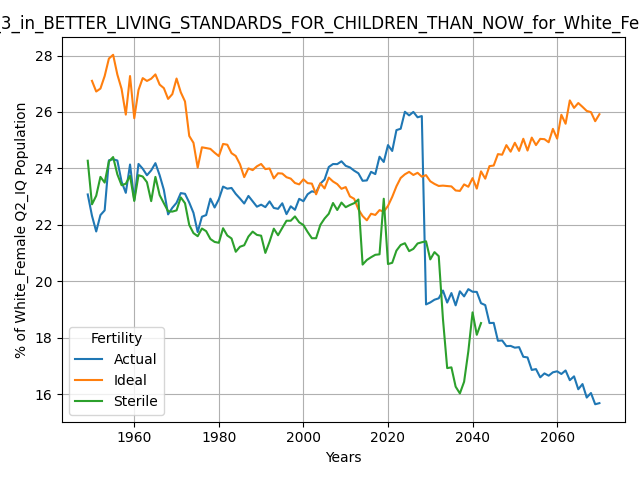 _3_in_BETTER_LIVING_STANDARDS_FOR_CHILDREN_THAN_NOW_for_White_Fe
% of White_Female Q2_IQ Population
28
26
24
22
20
18
16
Fertility
Actual
Ideal
Sterile
1960
1980
2000
2020
2040
2060
Years